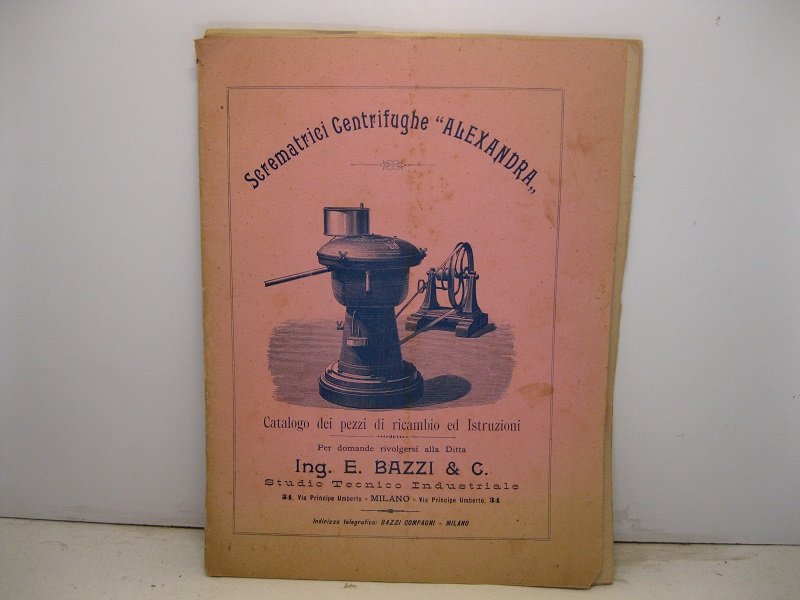 Scrematrici Centrifughe "ALEXANDRA„
Catalogo dei pezzi di ricambio ed Istruzioni
Per domande rivolgersi alla Ditta
Ing. E. BAZZI & C.
Studio Tecnico Industriale
34, Via Principe Umberto - MILANO - Via Principe Umberto, 34
Indirizzo telegrafico: BAZZI COMPAGNI - MILANO